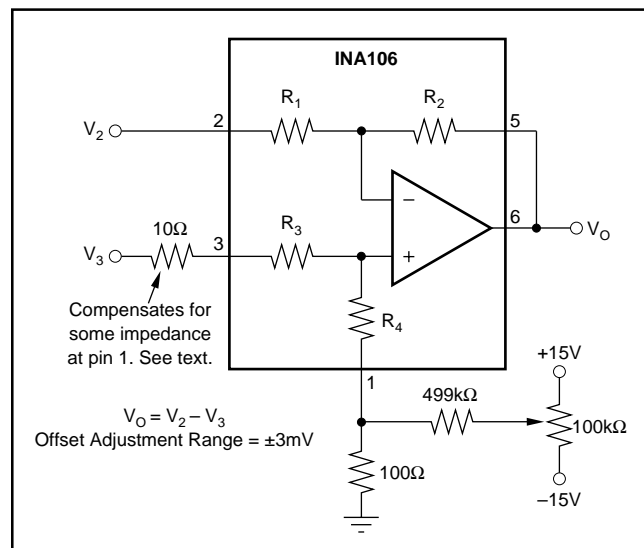 INA106
R1
R2
V2
2
5
6
VO
10Ω
3
R3
V3
–
+
Compensates for
some impedance
at pin 1. See text.
R4
1
+15V
499kΩ
100kΩ
VO = V2 – V3
Offset Adjustment Range = ±3mV
100Ω
–15V